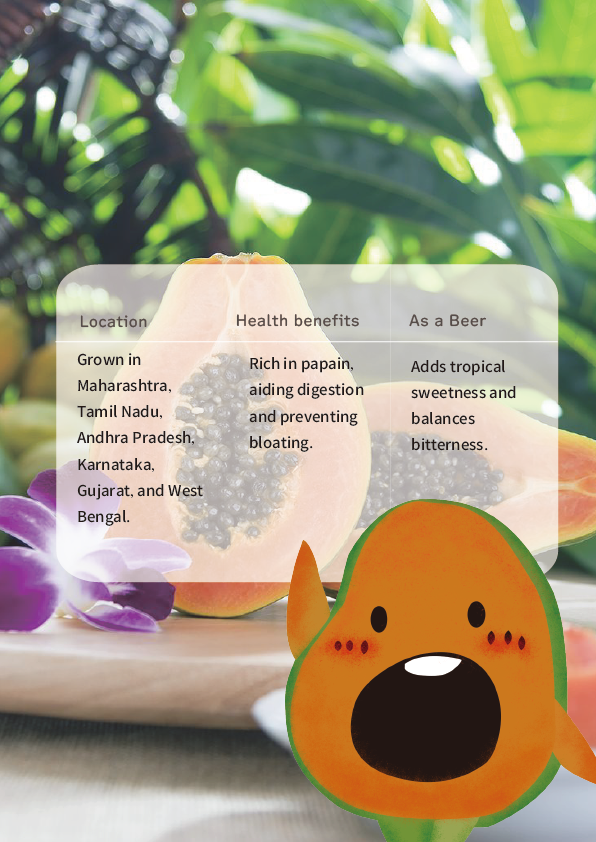 Location
Health benefits
As a Beer
Grown in
Maharashtra,
Tamil Nadu,
Andhra Pradesh,
Karnataka,
Gujarat, and West
Bengal.
Rich in papain,
aiding digestion
and preventing
bloating.
Adds tropical
sweetness and
balances
bitterness.